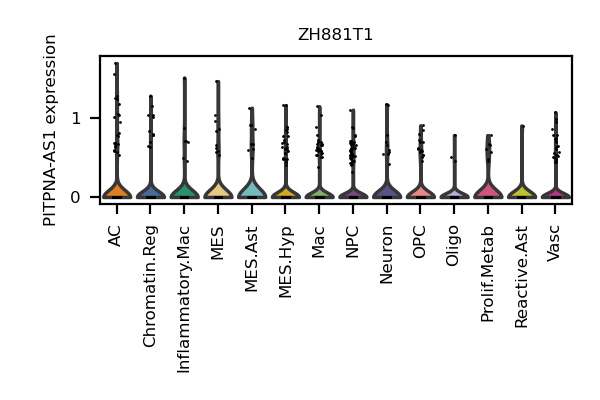 ZH881T1
PITPNA-AS1 expression
1
0
AC
Chromatin.Reg
Inflammatory.Mac
MES
MES.Ast
MES.Hyp
Mac
NPC
Neuron
OPC
Oligo
Prolif.Metab
Reactive.Ast
Vasc